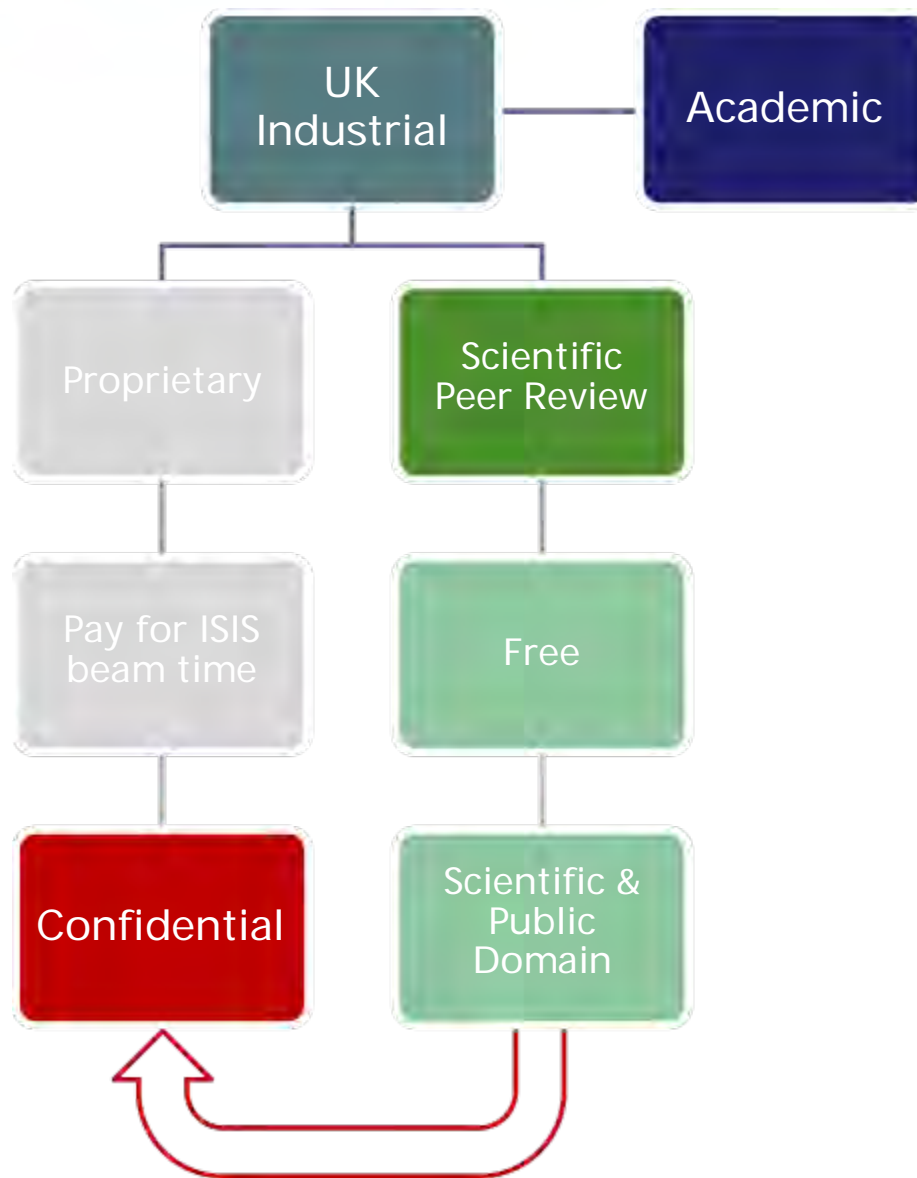 UK
Industrial
Academic
Proprietary
Scientific
Peer Review
Pay for ISIS
beam time
Free
Confidential
Scientific &
Public
Domain